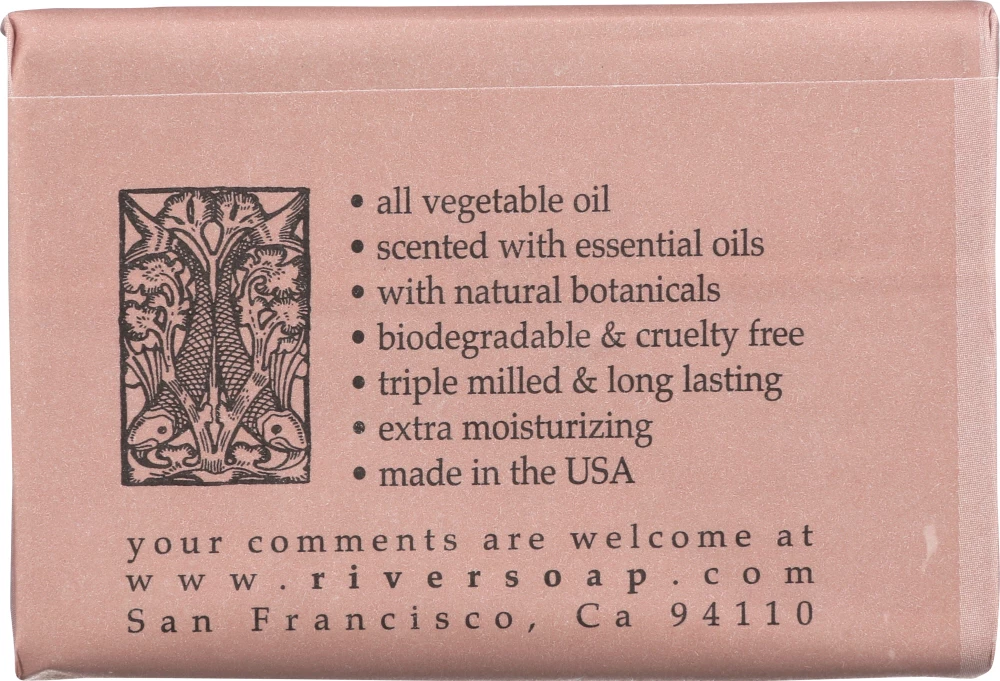 • all vegetable oil
• scented with essential oils
• with natural botanicals
• biodegradable & cruelty free
• triple milled & long lasting
• extra moisturizing
• made in the USA
your comments are welcome at
www.riversoap.com
San Francisco, Ca 94110